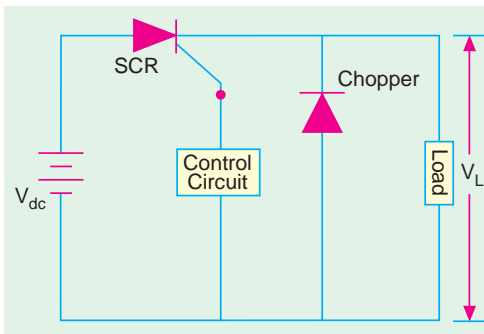 SCR
Chopper
Control
Circuit
Load
V_L
V_dc